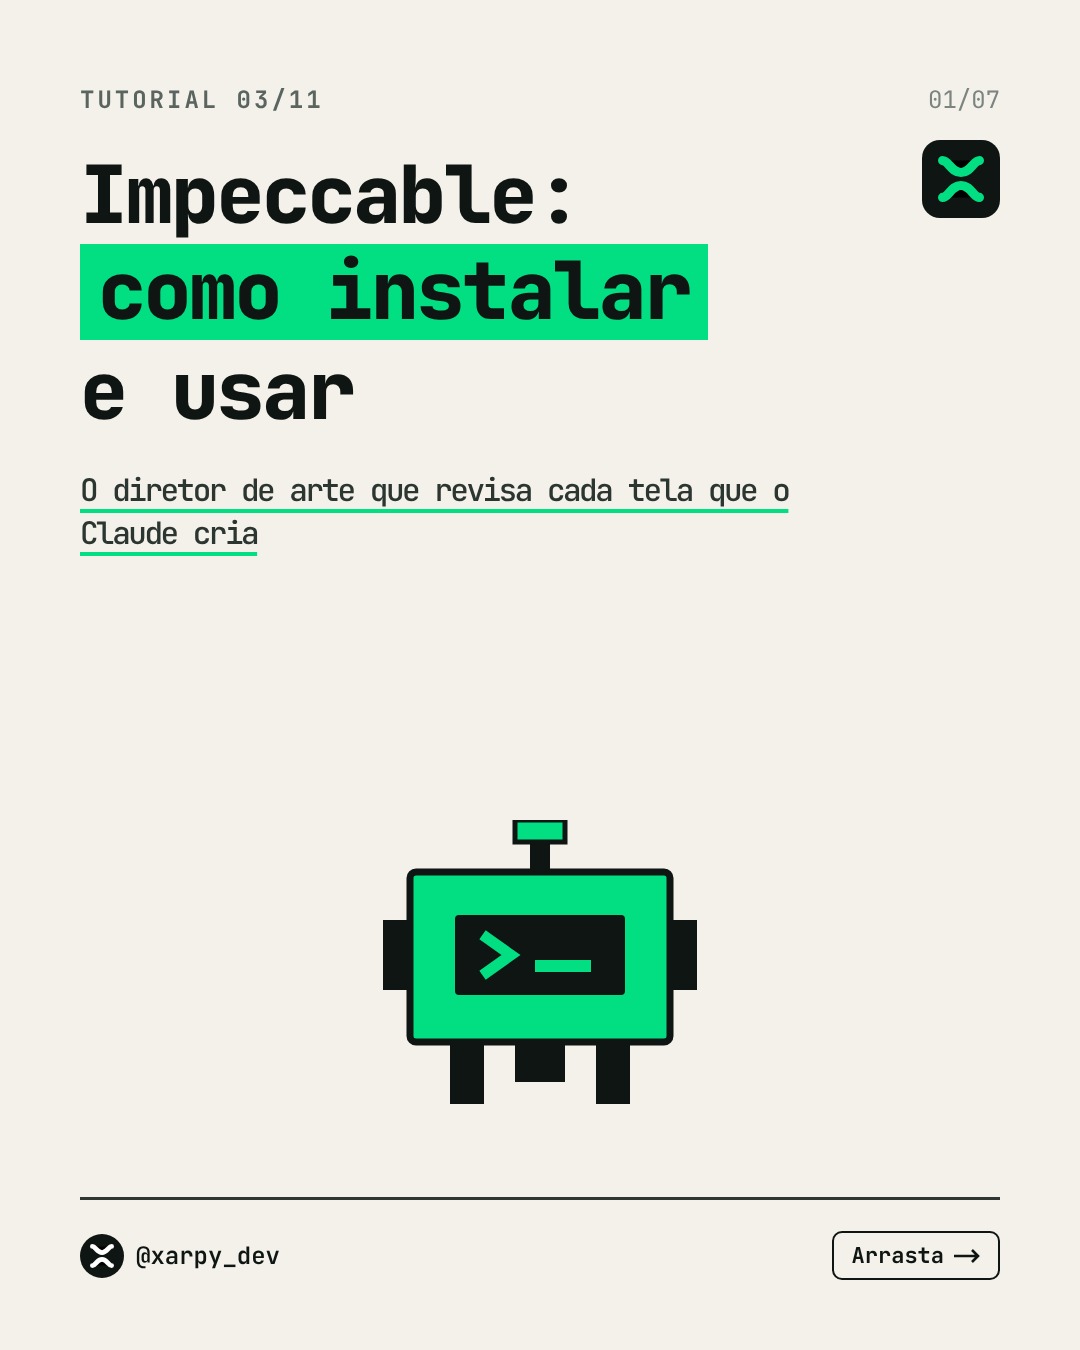 TUTORIAL 03/11
01/07
Impeccable:
como instalar
e usar
O diretor de arte que revisa cada tela que o
Claude cria
>_
@xarpy_dev
Arrasta →